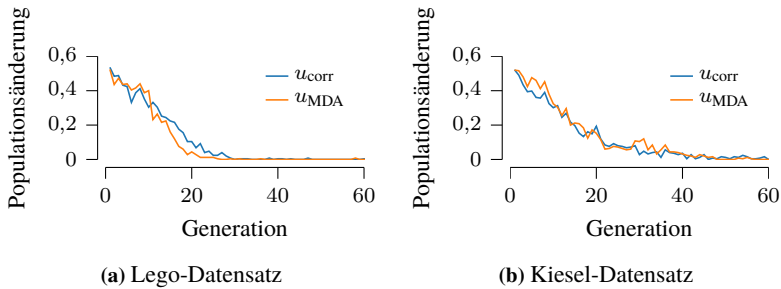 Populationsänderung
0,6
0,4
0,2
0
0
20
40
60
Generation
u_corr
u_MDA
(a) Lego-Datensatz
Populationsänderung
0,6
0,4
0,2
0
0
20
40
60
Generation
u_corr
u_MDA
(b) Kiesel-Datensatz